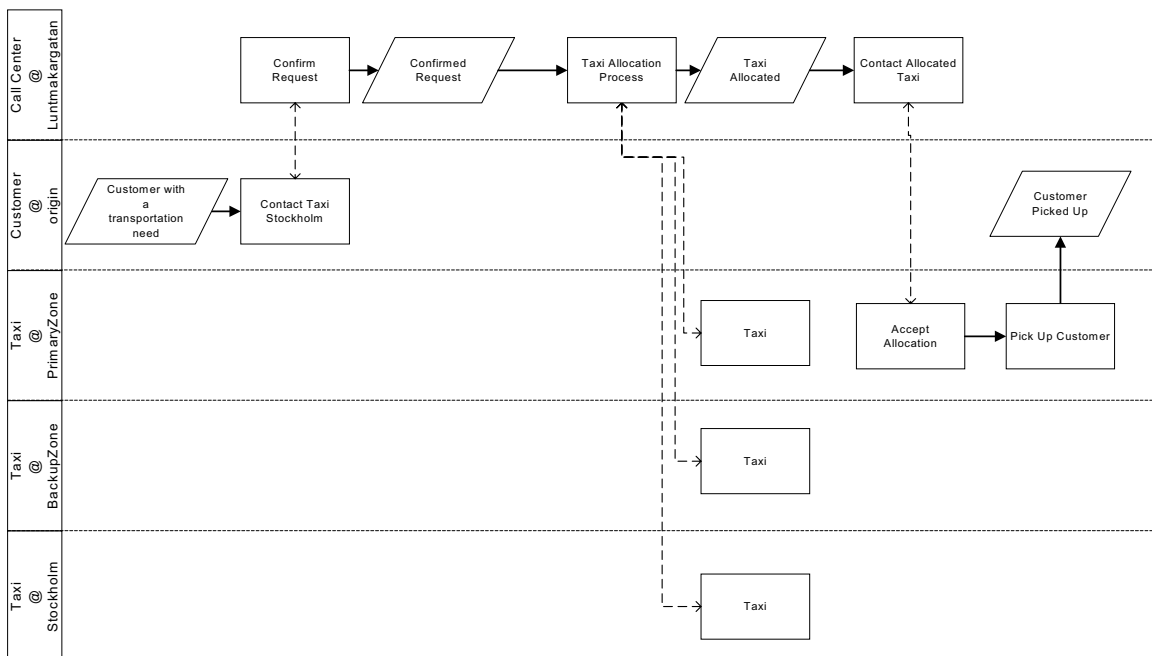 Call Center
@
Luntmakargatan
Confirm
Request
Confirmed
Request
Taxi Allocation
Process
Taxi
Allocated
Contact Allocated
Taxi
Customer
@
origin
Customer with
a
transportation
need
Contact Taxi
Stockholm
Customer
Picked Up
Taxi
@
PrimaryZone
Taxi
Accept
Allocation
Pick Up Customer
Taxi
@
BackupZone
Taxi
Taxi
@
Stockholm
Taxi